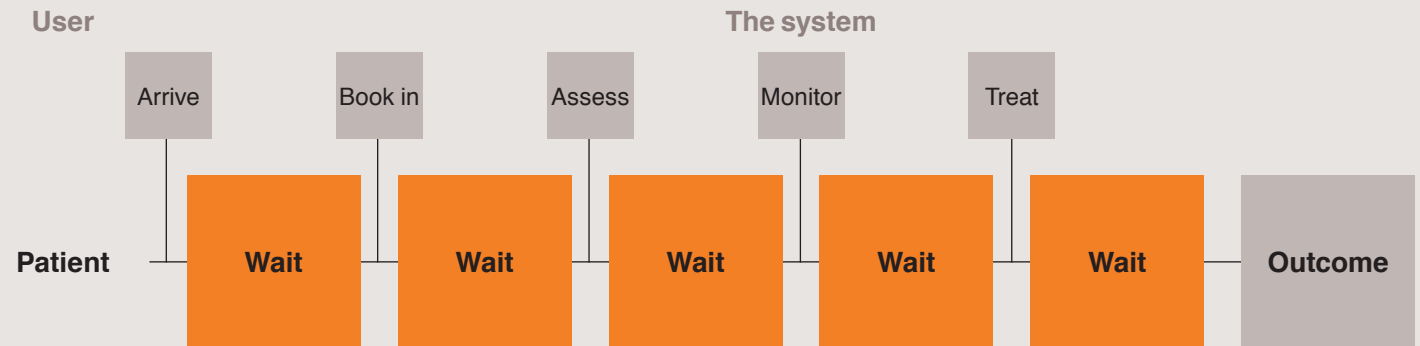 User The system
Arrive Book in Assess Monitor Treat
Patient Wait Wait Wait Wait Wait Outcome